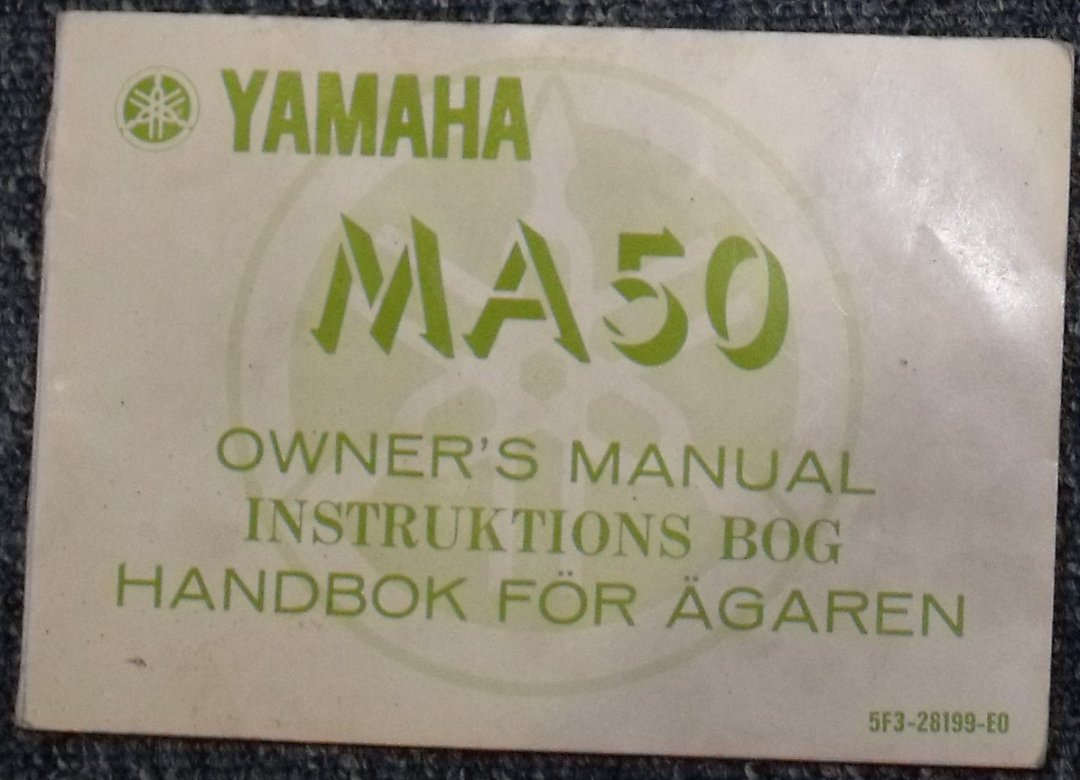 YAMAHA
MA50
OWNER'S MANUAL
INSTRUKTIONS BOG
HANDBOK FÖR ÄGAREN
5F3-28199-E0